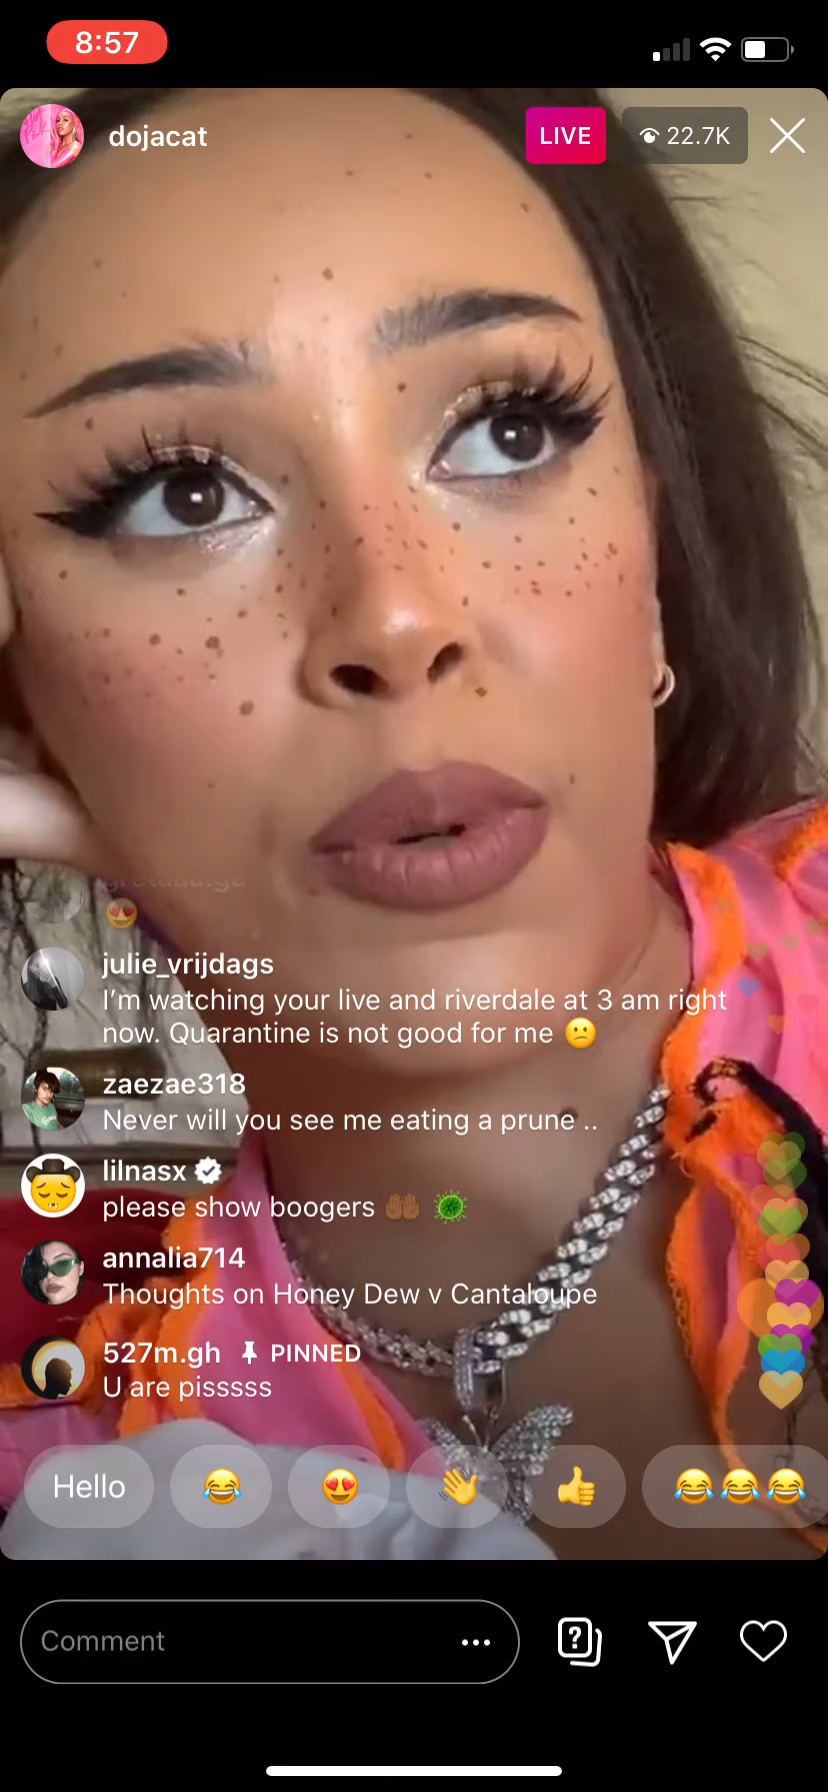 8:57
dojacat
LIVE
22.7K
😍
julie_vrijdags
I'm watching your live and riverdale at 3 am right
now. Quarantine is not good for me 😕
zaezae318
Never will you see me eating a prune ..
lilnasx
please show boogers 🤲🏾 🦠
annalia714
Thoughts on Honey Dew v Cantaloupe
527m.gh 📌 PINNED
U are pisssss
Hello 😂 😍 👋 👍 😂😂😂
Comment